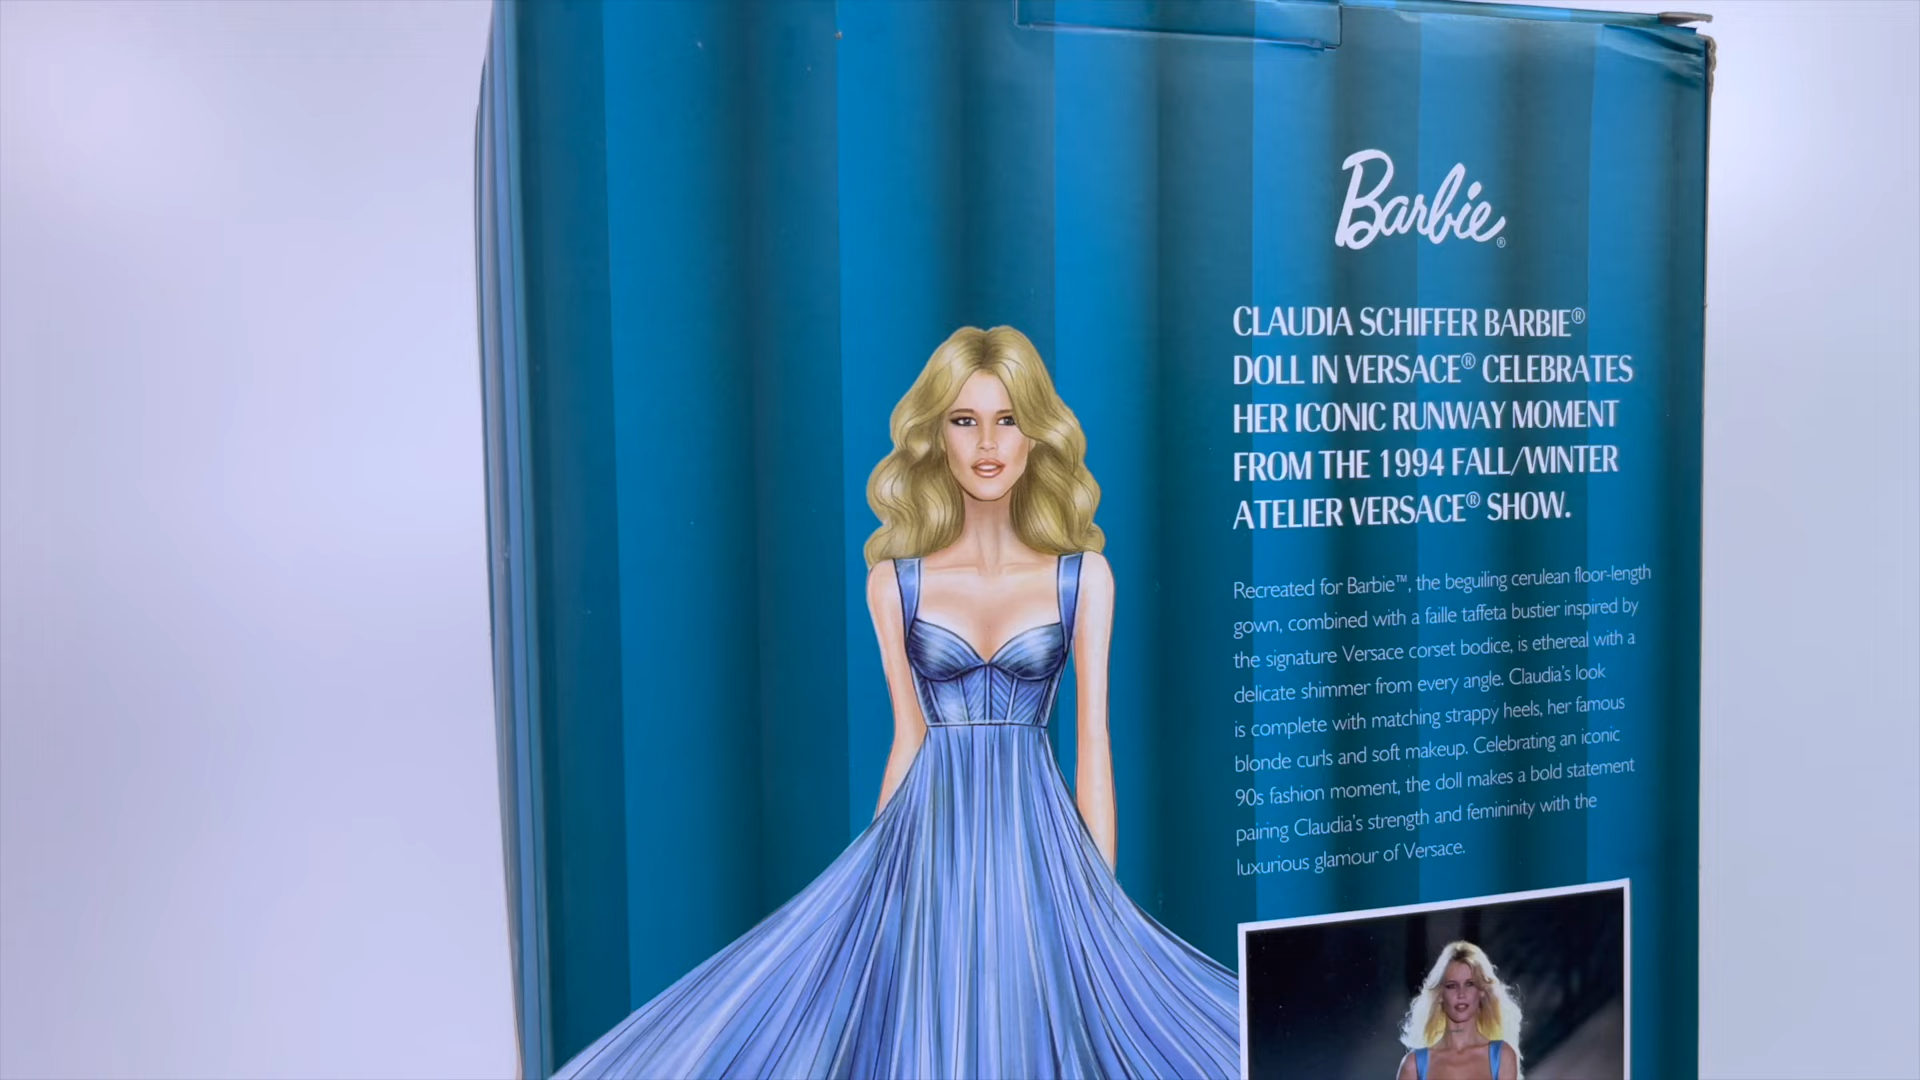 Barbie®
CLAUDIA SCHIFFER BARBIE®
DOLL IN VERSACE® CELEBRATES
HER ICONIC RUNWAY MOMENT
FROM THE 1994 FALL/WINTER
ATELIER VERSACE® SHOW.
Recreated for Barbie™, the beguiling cerulean floor-length
gown, combined with a faille taffeta bustier inspired by
the signature Versace corset bodice, is ethereal with a
delicate shimmer from every angle. Claudia's look
is complete with matching strappy heels, her famous
blonde curls and soft makeup. Celebrating an iconic
90s fashion moment, the doll makes a bold statement
pairing Claudia's strength and femininity with the
luxurious glamour of Versace.